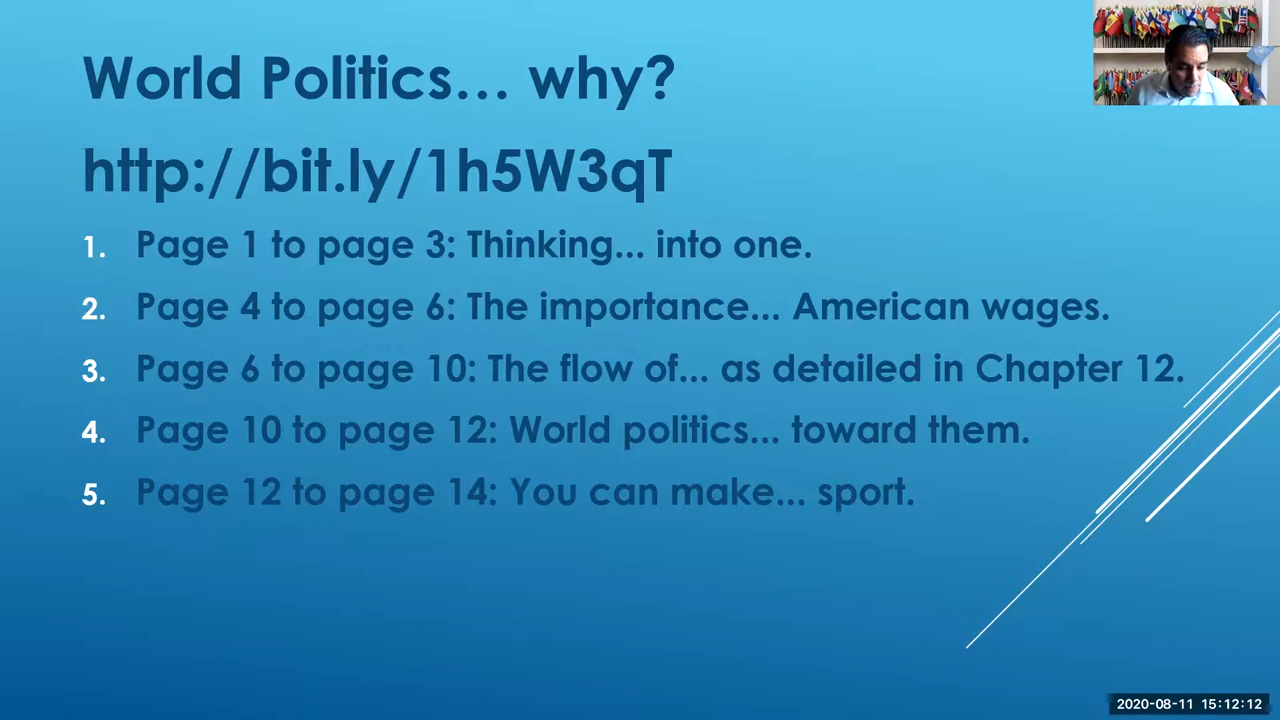 World Politics… why?
http://bit.ly/1h5W3qT
1. Page 1 to page 3: Thinking... into one.
2. Page 4 to page 6: The importance... American wages.
3. Page 6 to page 10: The flow of... as detailed in Chapter 12.
4. Page 10 to page 12: World politics... toward them.
5. Page 12 to page 14: You can make... sport.
2020-08-11 15:12:12